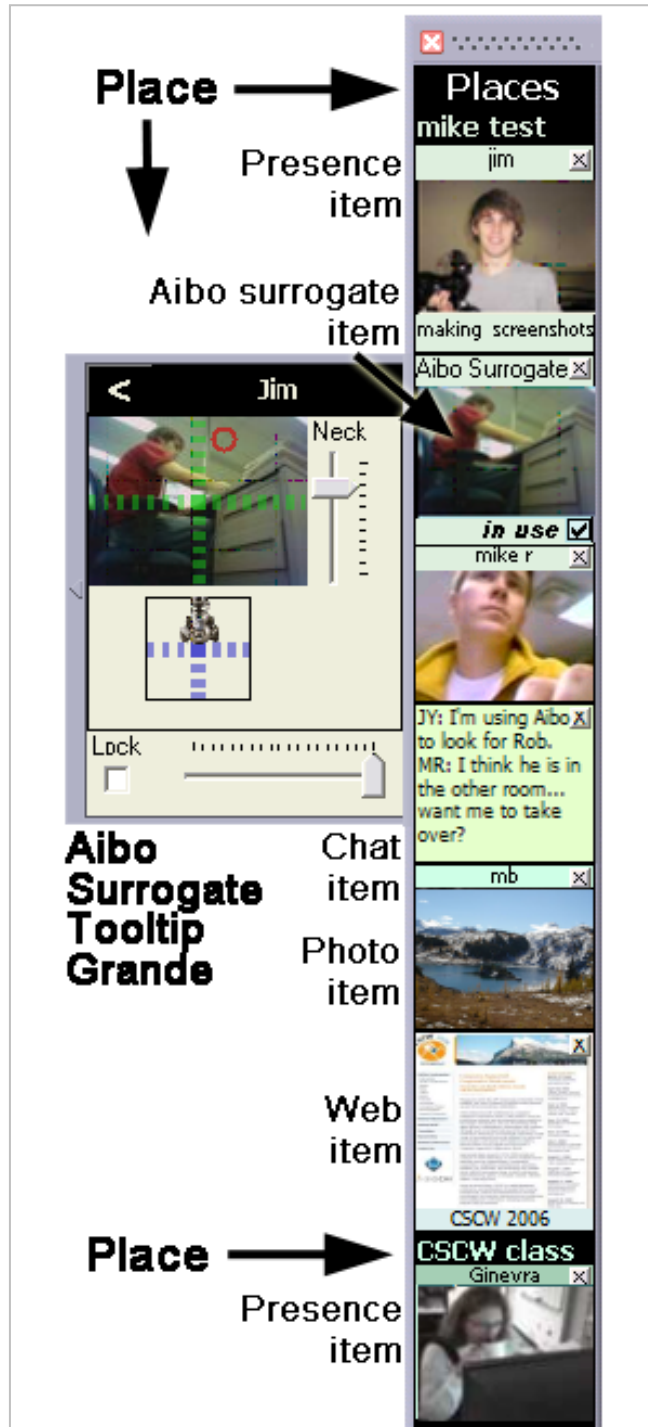 Place
Places
mike test
Presence
item
jim
making screenshots
Aibo surrogate
item
Aibo Surrogate
in use
< Jim
Neck
Lock
Aibo
Surrogate
Tooltip
Grande
mike r
JY: I'm using Aibo
to look for Rob.
MR: I think he is in
the other room...
want me to take
over?
Chat
item
mb
Photo
item
Web
item
CSCW 2006
Place
CSCW class
Presence
item
Ginevra